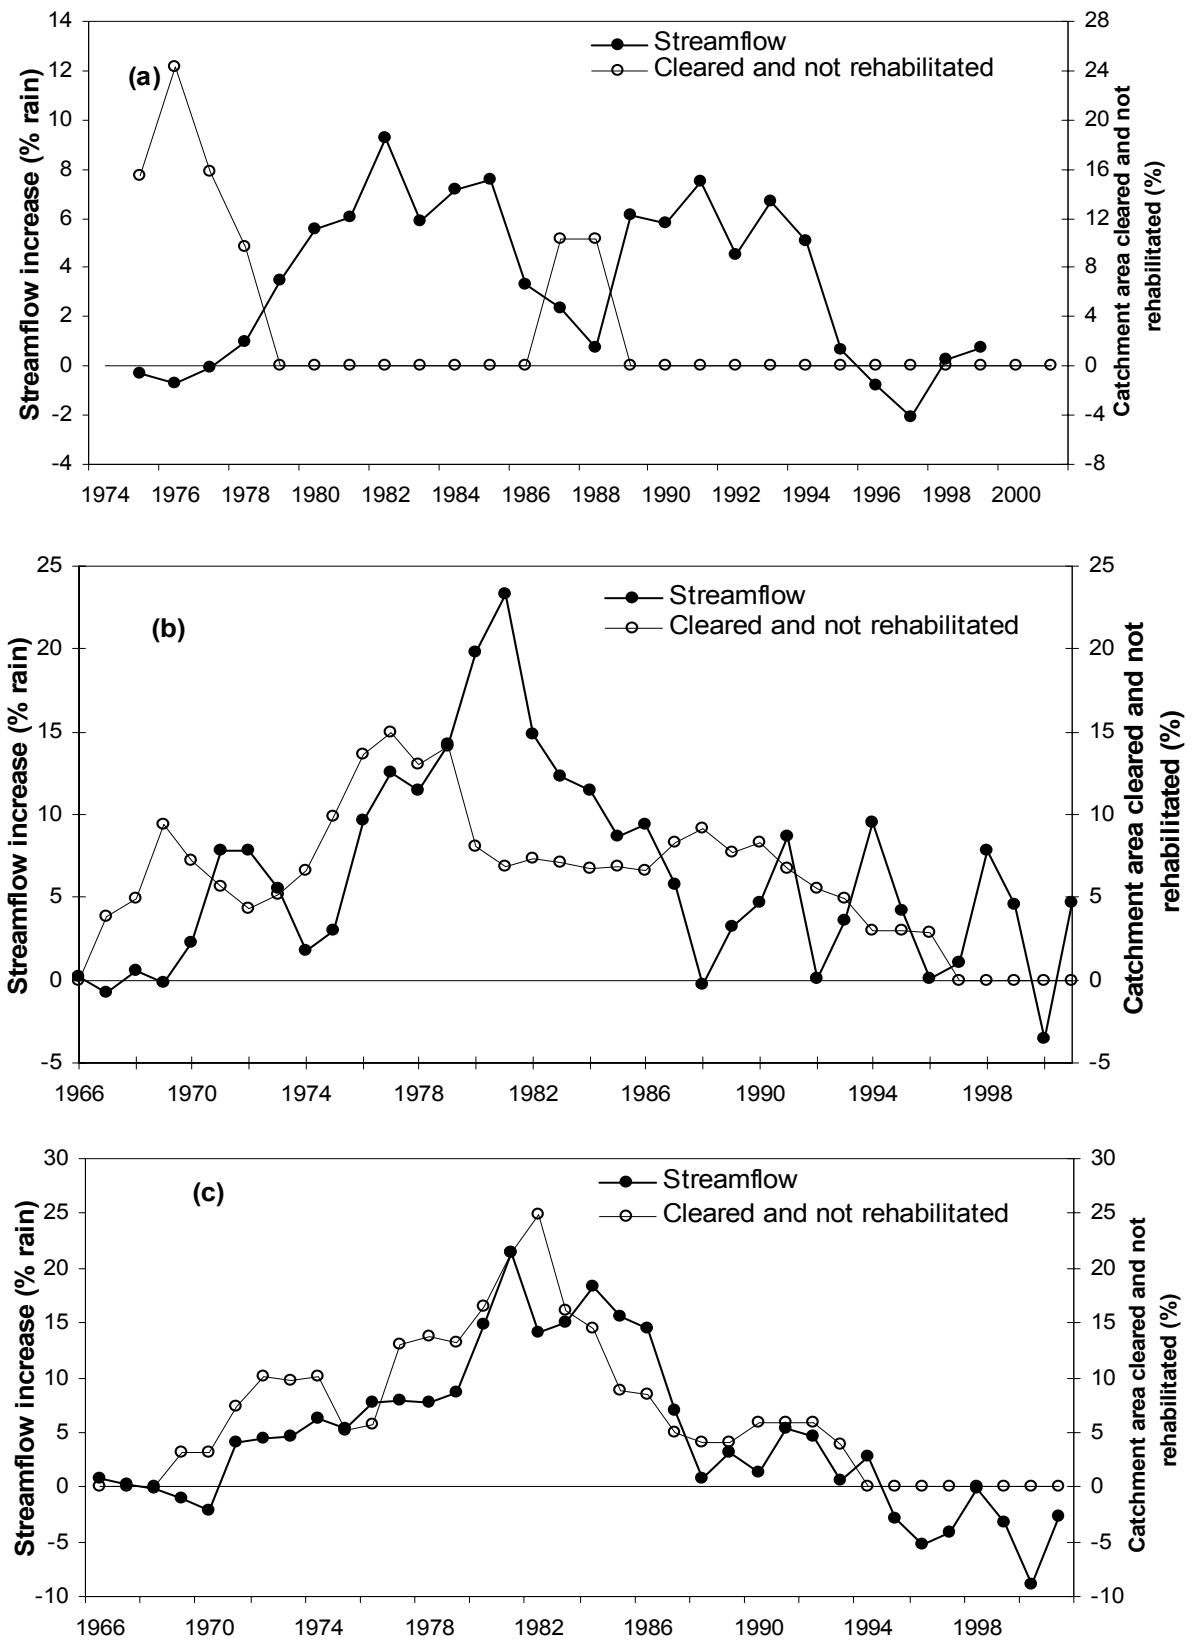 14
12
10
8
6
4
2
0
-2
-4
Streamflow increase (% rain)
(a)
Streamflow
Cleared and not rehabilitated
28
24
20
16
12
8
4
0
-4
-8
Catchment area cleared and not
rehabilitated (%)
1974 1976 1978 1980 1982 1984 1986 1988 1990 1992 1994 1996 1998 2000
25
20
15
10
5
0
-5
Streamflow increase (% rain)
(b)
Streamflow
Cleared and not rehabilitated
25
20
15
10
5
0
-5
Catchment area cleared and not
rehabilitated (%)
1966 1970 1974 1978 1982 1986 1990 1994 1998
30
25
20
15
10
5
0
-5
-10
Streamflow increase (% rain)
(c)
Streamflow
Cleared and not rehabilitated
30
25
20
15
10
5
0
-5
-10
Catchment area cleared and not
rehabilitated (%)
1966 1970 1974 1978 1982 1986 1990 1994 1998